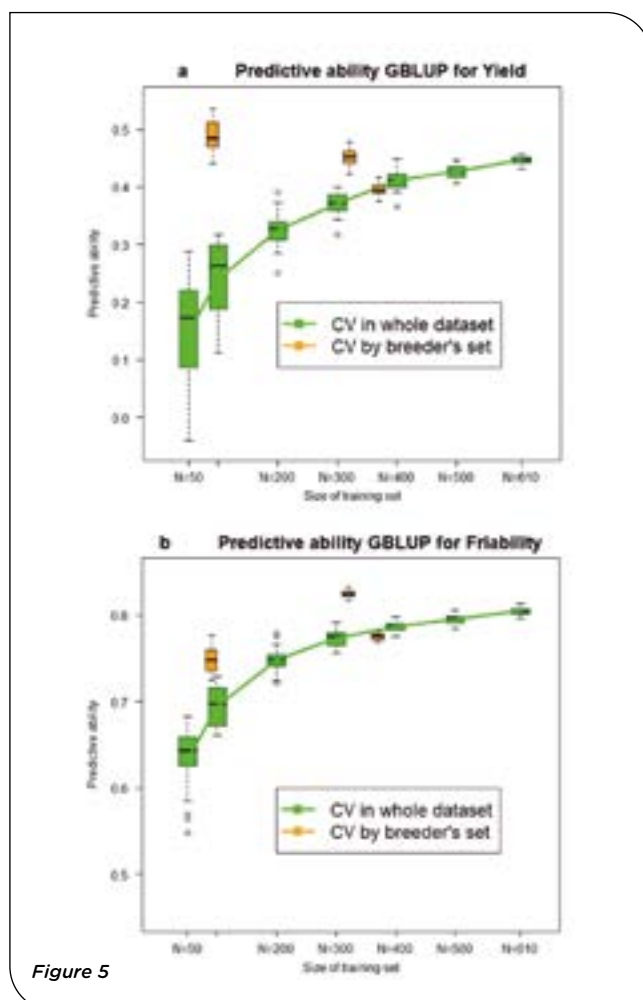 a Predictive ability GBLUP for Yield
Predictive ability
0.5
0.4
0.3
0.2
0.1
0.0
CV in whole dataset
CV by breeder's set
N=50 N=200 N=300 N=400 N=500 N=610
Size of training set
b Predictive ability GBLUP for Friability
Predictive ability
0.8
0.7
0.6
0.5
CV in whole dataset
CV by breeder's set
N=50 N=200 N=300 N=400 N=500 N=610
Size of training set
Figure 5